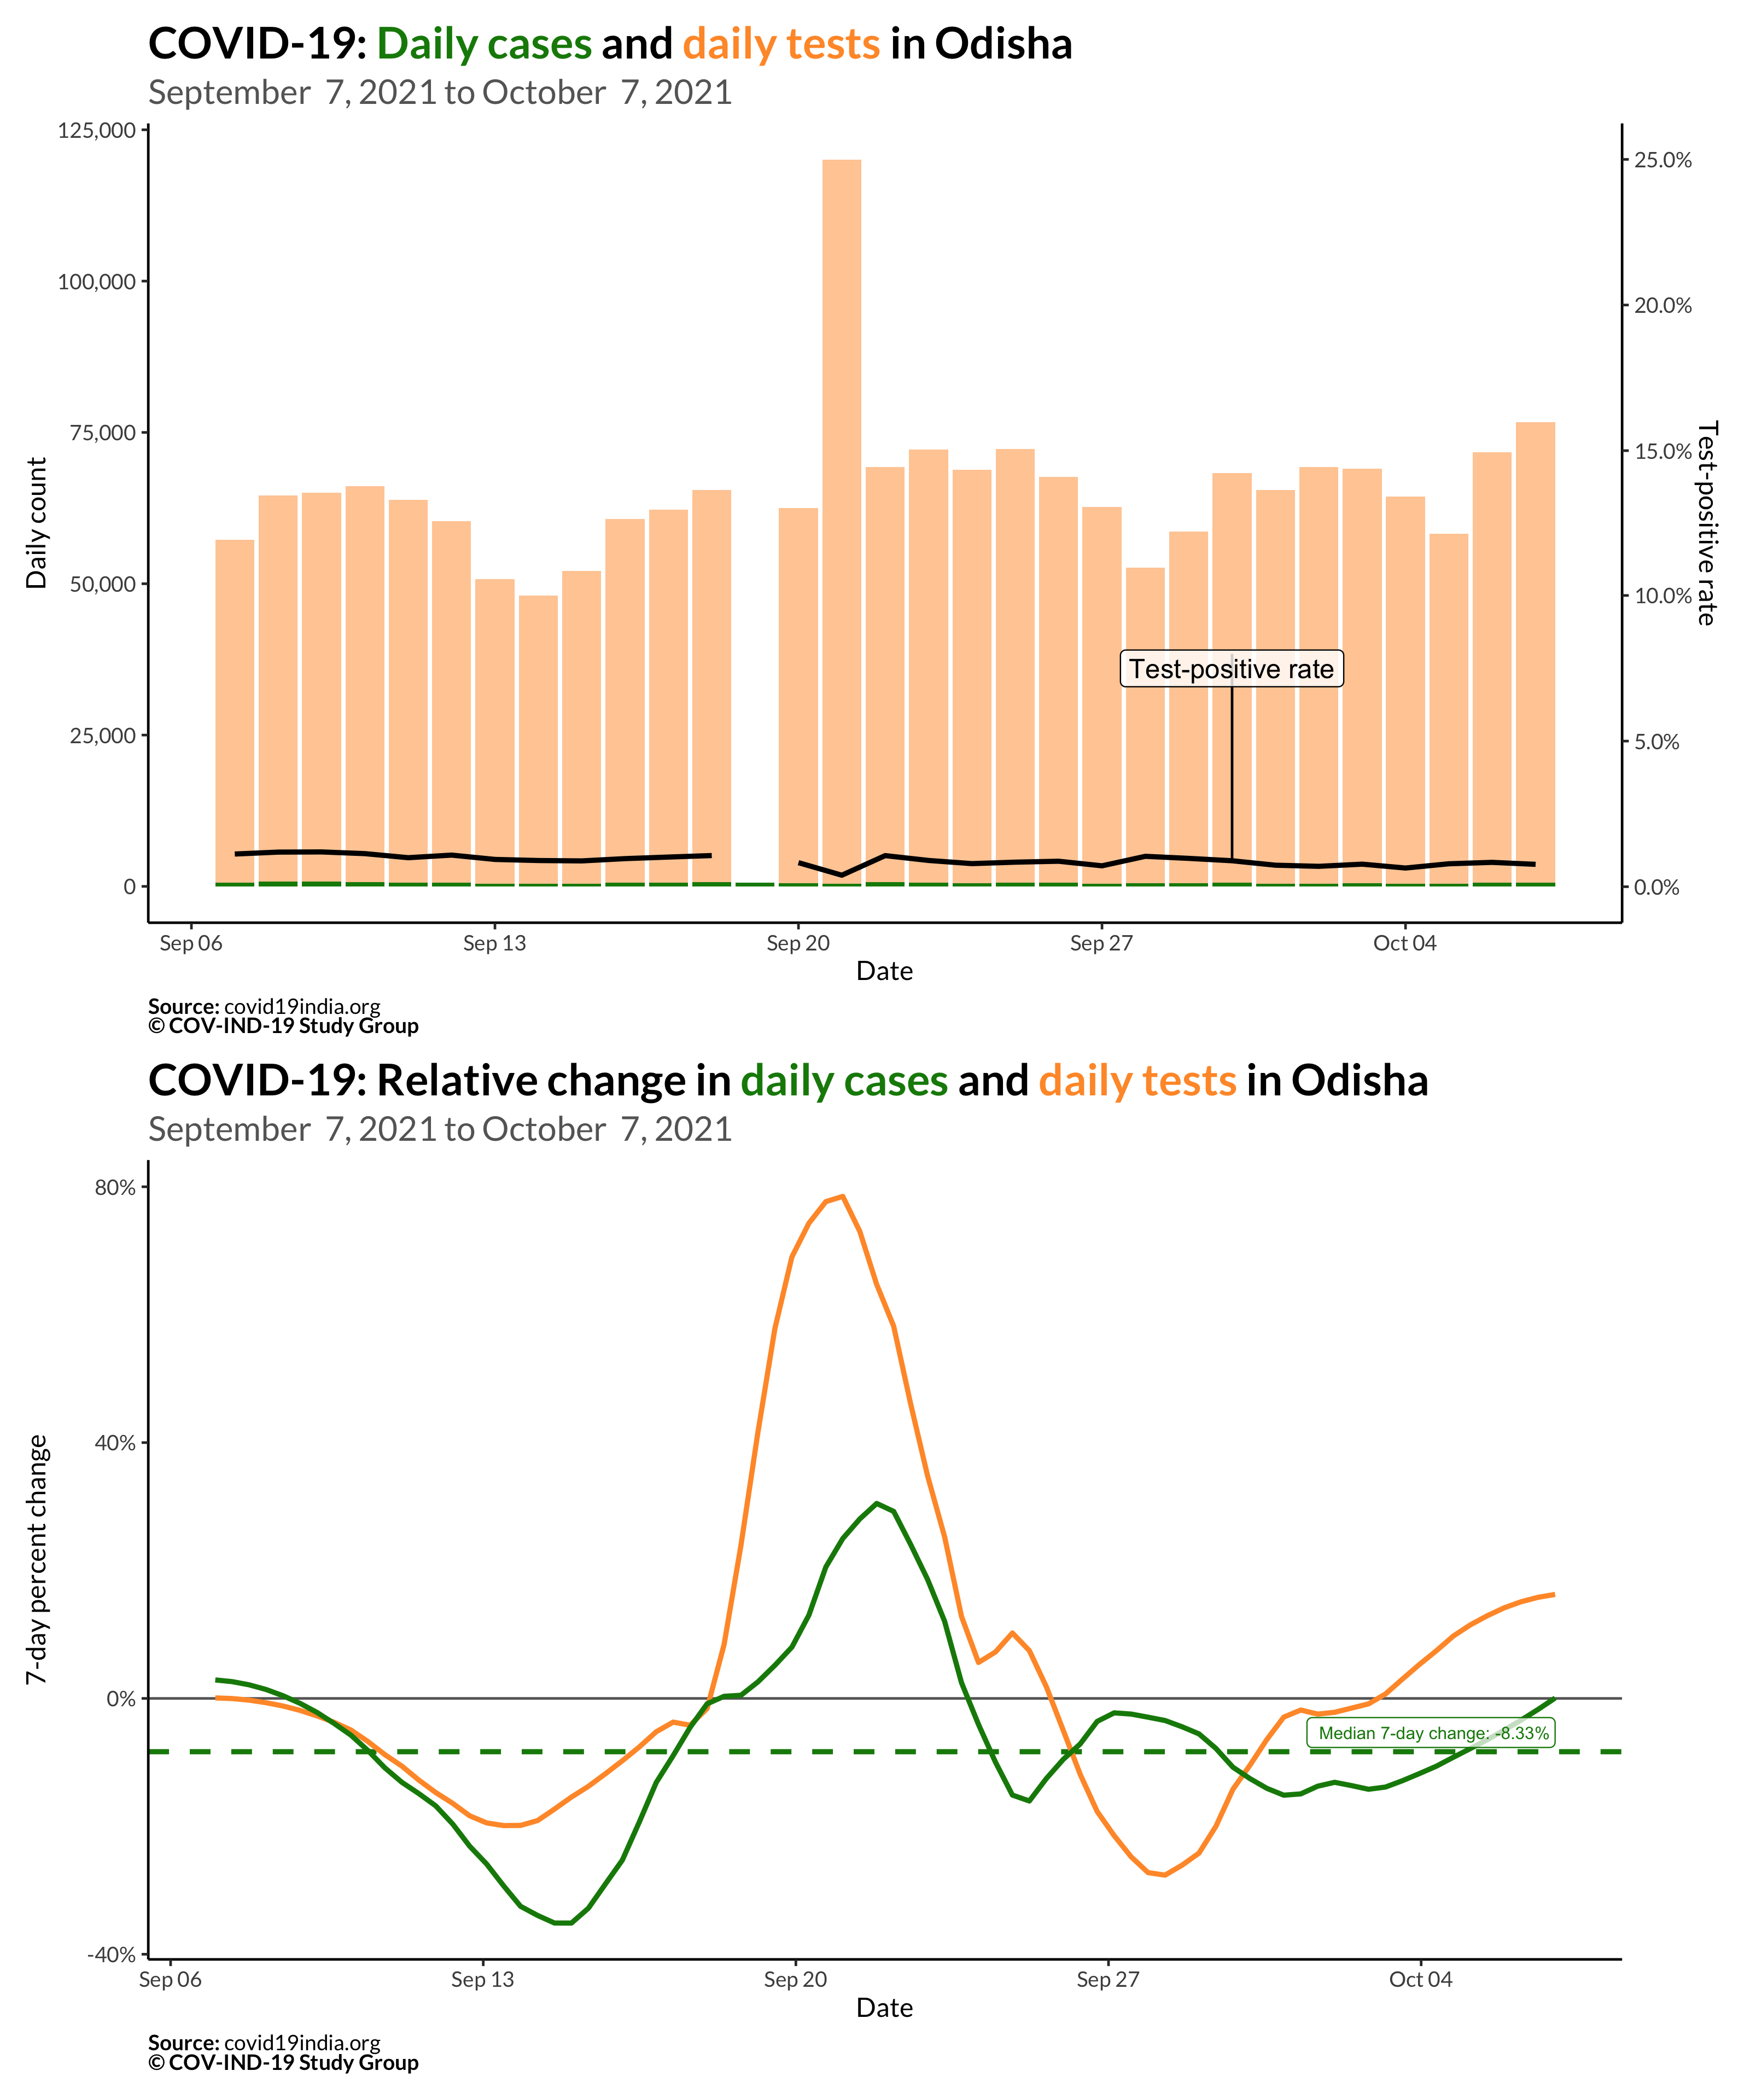 COVID-19: Daily cases and daily tests in Odisha
September  7, 2021 to October  7, 2021
125,000
100,000
75,000
50,000
25,000
0
Daily count
25.0%
20.0%
15.0%
10.0%
5.0%
0.0%
Test-positive rate
Test-positive rate
Sep 06
Sep 13
Sep 20
Sep 27
Oct 04
Date
Source: covid19india.org
© COV-IND-19 Study Group
COVID-19: Relative change in daily cases and daily tests in Odisha
September  7, 2021 to October  7, 2021
80%
40%
0%
-40%
7-day percent change
Median 7-day change: -8.33%
Sep 06
Sep 13
Sep 20
Sep 27
Oct 04
Date
Source: covid19india.org
© COV-IND-19 Study Group